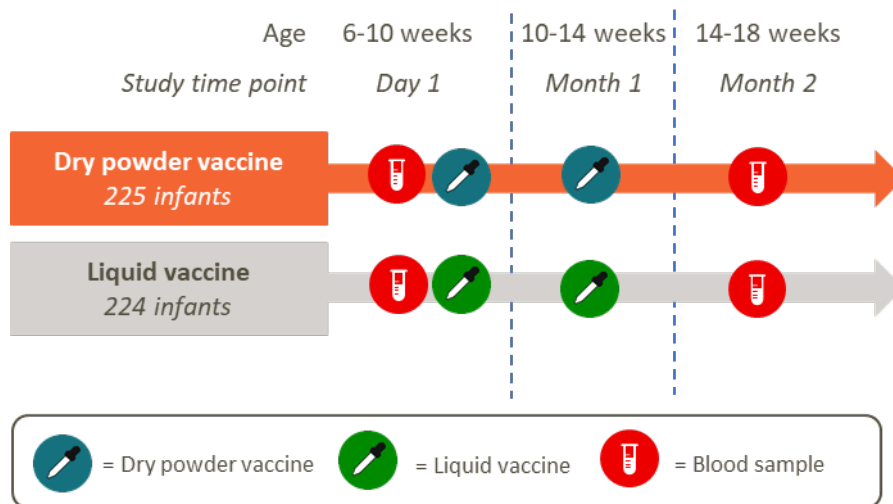 Age 6-10 weeks 10-14 weeks 14-18 weeks
Study time point Day 1 Month 1 Month 2
Dry powder vaccine
225 infants
Liquid vaccine
224 infants
= Dry powder vaccine = Liquid vaccine = Blood sample